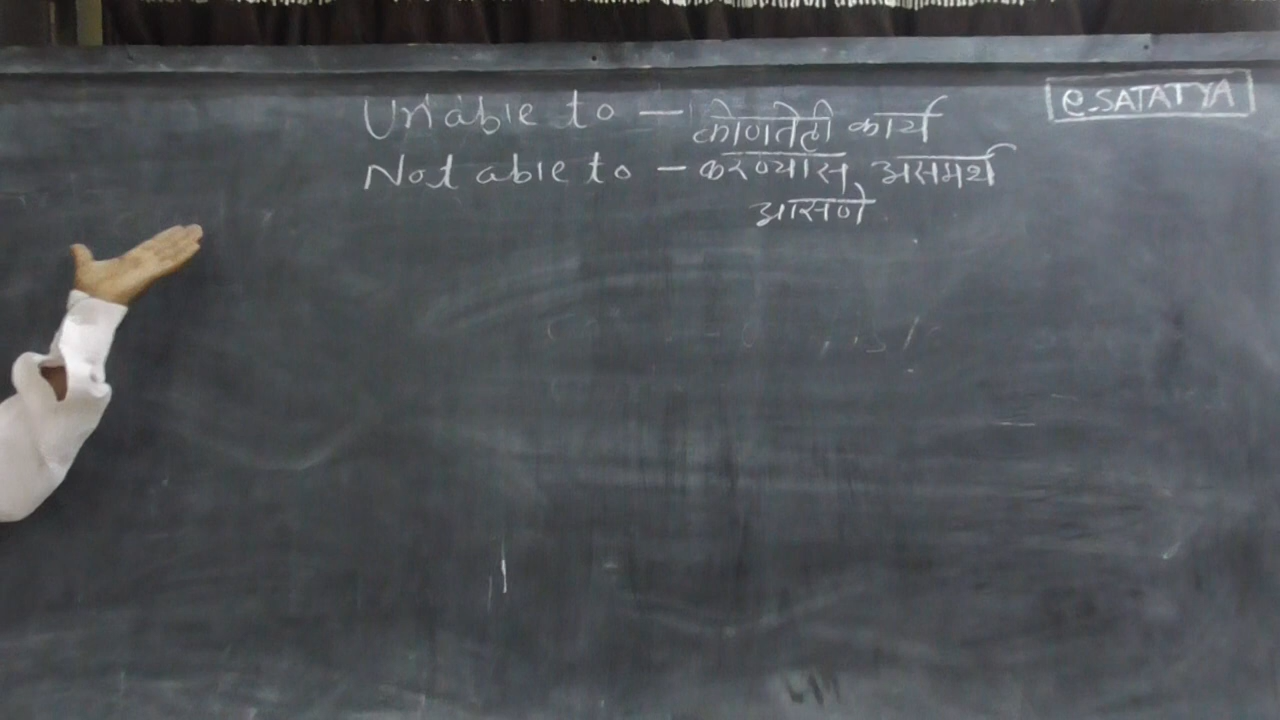 Unable to — कोणतेही कार्य
e-SATATYA
Not able to — करण्यास, असमर्थ
आसणे